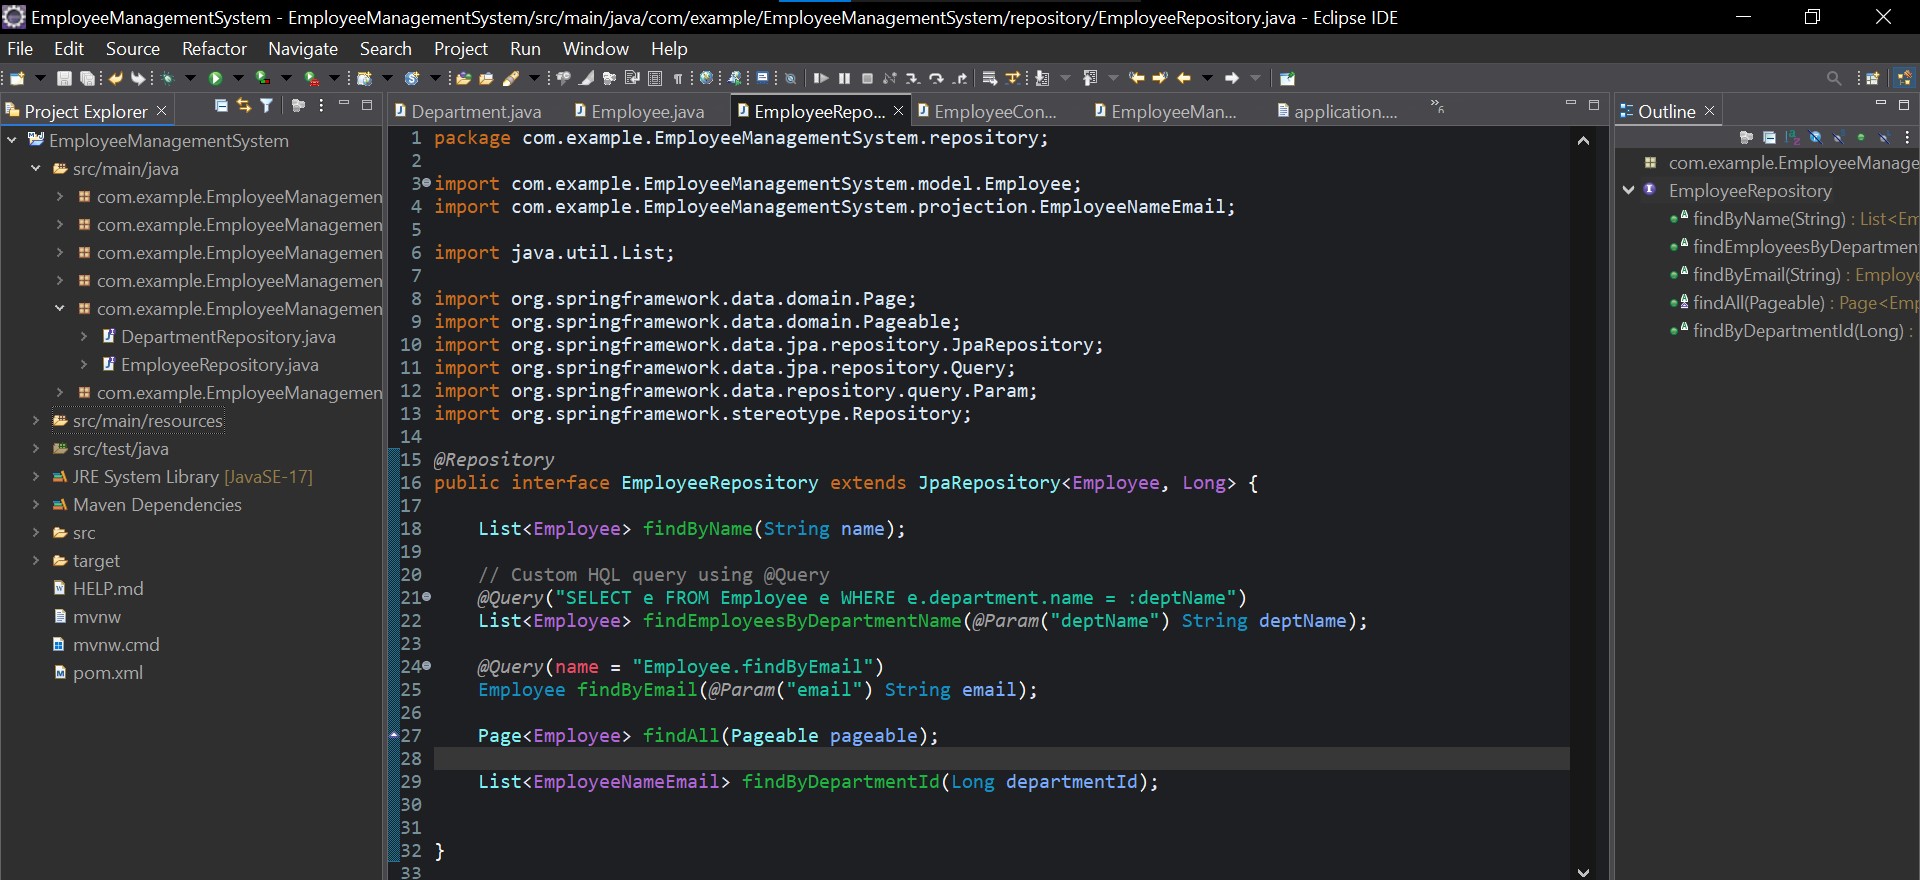 EmployeeManagementSystem - EmployeeManagementSystem/src/main/java/com/example/EmployeeManagementSystem/repository/EmployeeRepository.java - Eclipse IDE
File Edit Source Refactor Navigate Search Project Run Window Help
Project Explorer
EmployeeManagementSystem
src/main/java
com.example.EmployeeManagemen
com.example.EmployeeManagemen
com.example.EmployeeManagemen
com.example.EmployeeManagemen
com.example.EmployeeManagemen
DepartmentRepository.java
EmployeeRepository.java
com.example.EmployeeManagemen
src/main/resources
src/test/java
JRE System Library [JavaSE-17]
Maven Dependencies
src
target
HELP.md
mvnw
mvnw.cmd
pom.xml
Department.java Employee.java EmployeeRepo... EmployeeCon... EmployeeMan... application.... »6
1 package com.example.EmployeeManagementSystem.repository;
2
3 import com.example.EmployeeManagementSystem.model.Employee;
4 import com.example.EmployeeManagementSystem.projection.EmployeeNameEmail;
5
6 import java.util.List;
7
8 import org.springframework.data.domain.Page;
9 import org.springframework.data.domain.Pageable;
10 import org.springframework.data.jpa.repository.JpaRepository;
11 import org.springframework.data.jpa.repository.Query;
12 import org.springframework.data.repository.query.Param;
13 import org.springframework.stereotype.Repository;
14
15 @Repository
16 public interface EmployeeRepository extends JpaRepository<Employee, Long> {
17
18 List<Employee> findByName(String name);
19
20 // Custom HQL query using @Query
21 @Query("SELECT e FROM Employee e WHERE e.department.name = :deptName")
22 List<Employee> findEmployeesByDepartmentName(@Param("deptName") String deptName);
23
24 @Query(name = "Employee.findByEmail")
25 Employee findByEmail(@Param("email") String email);
26
27 Page<Employee> findAll(Pageable pageable);
28
29 List<EmployeeNameEmail> findByDepartmentId(Long departmentId);
30
31
32 }
33
Outline
com.example.EmployeeManage
EmployeeRepository
findByName(String) : List<Em
findEmployeesByDepartmen
findByEmail(String) : Employe
findAll(Pageable) : Page<Emp
findByDepartmentId(Long) :